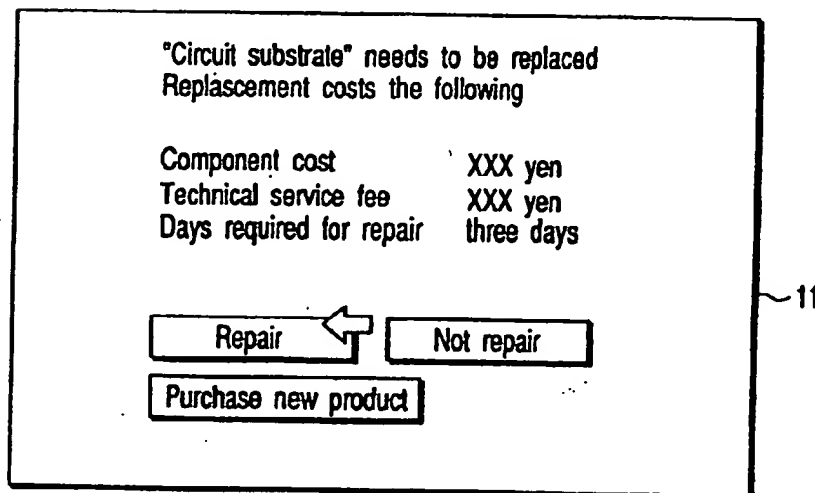 "Circuit substrate" needs to be replaced
Replascement costs the following
Component cost XXX yen
Technical service fee XXX yen
Days required for repair three days
11
Repair Not repair
Purchase new product